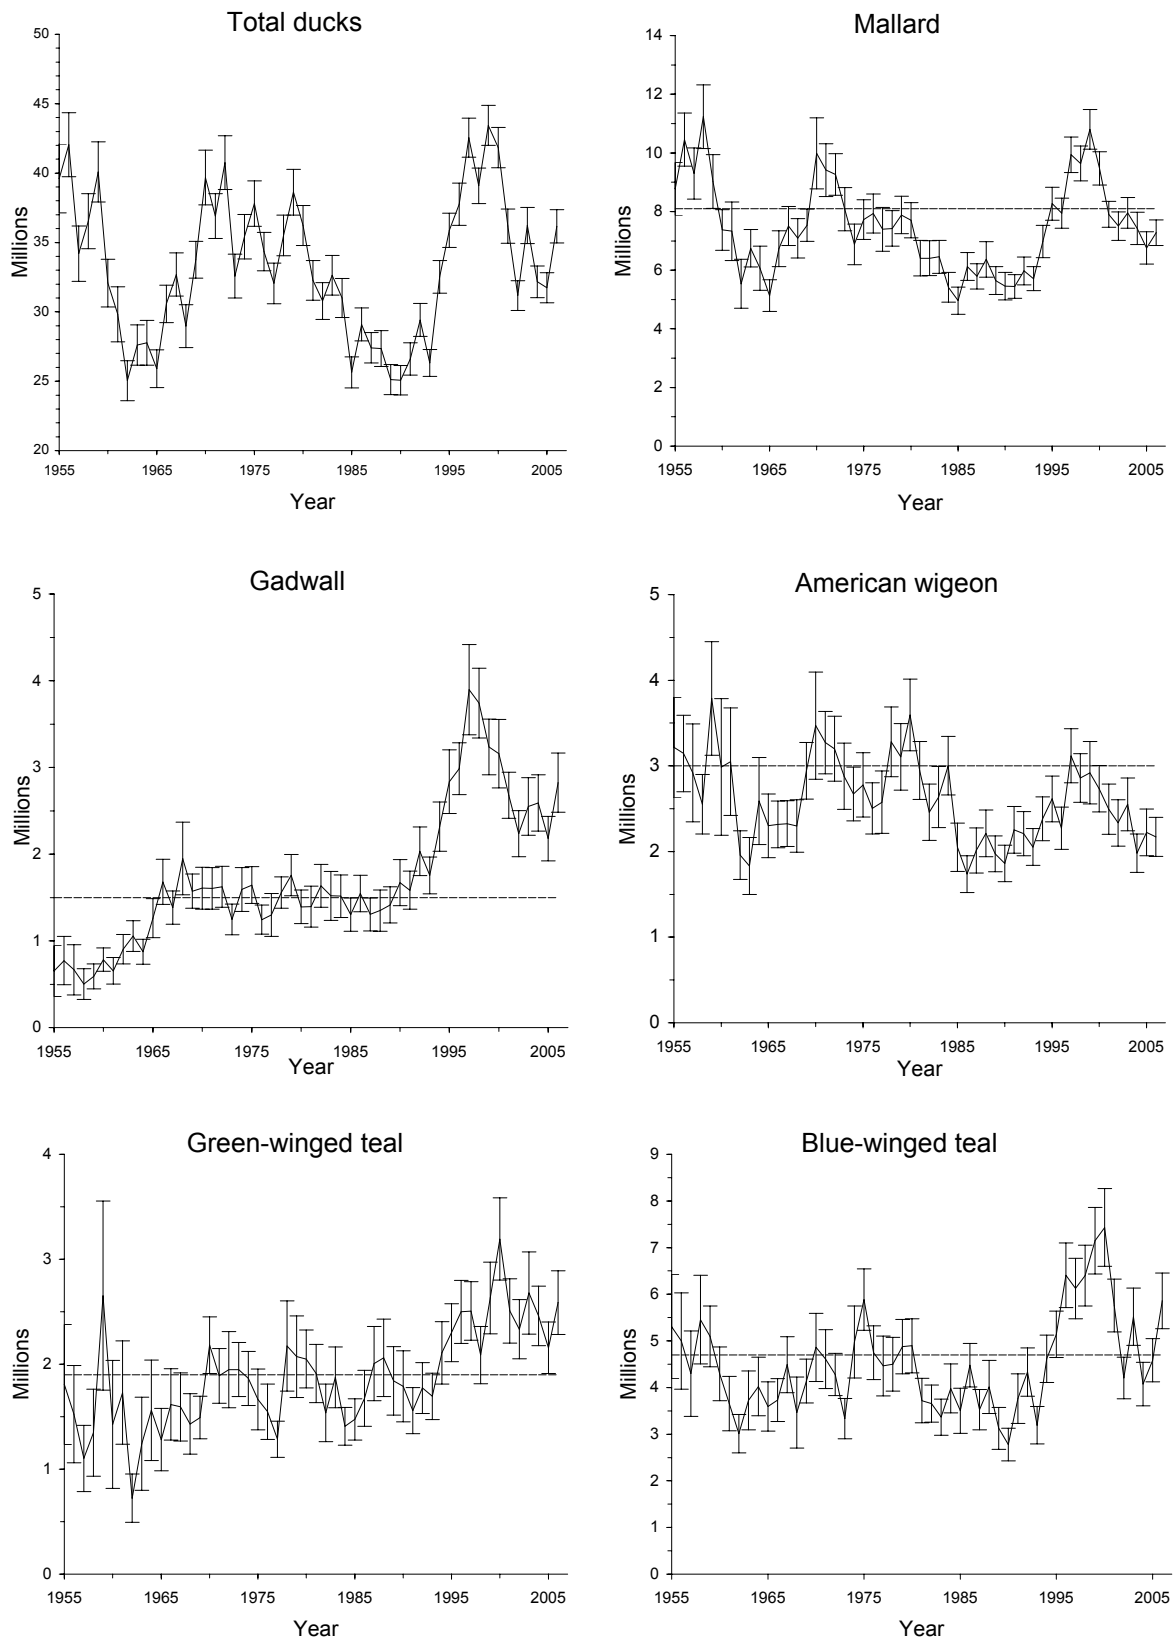 Total ducks
50
45
40
35
30
25
20
Millions
1955 1965 1975 1985 1995 2005
Year
Mallard
14
12
10
8
6
4
2
0
Millions
1955 1965 1975 1985 1995 2005
Year
Gadwall
5
4
3
2
1
0
Millions
1955 1965 1975 1985 1995 2005
Year
American wigeon
5
4
3
2
1
0
Millions
1955 1965 1975 1985 1995 2005
Year
Green-winged teal
4
3
2
1
0
Millions
1955 1965 1975 1985 1995 2005
Year
Blue-winged teal
9
8
7
6
5
4
3
2
1
0
Millions
1955 1965 1975 1985 1995 2005
Year